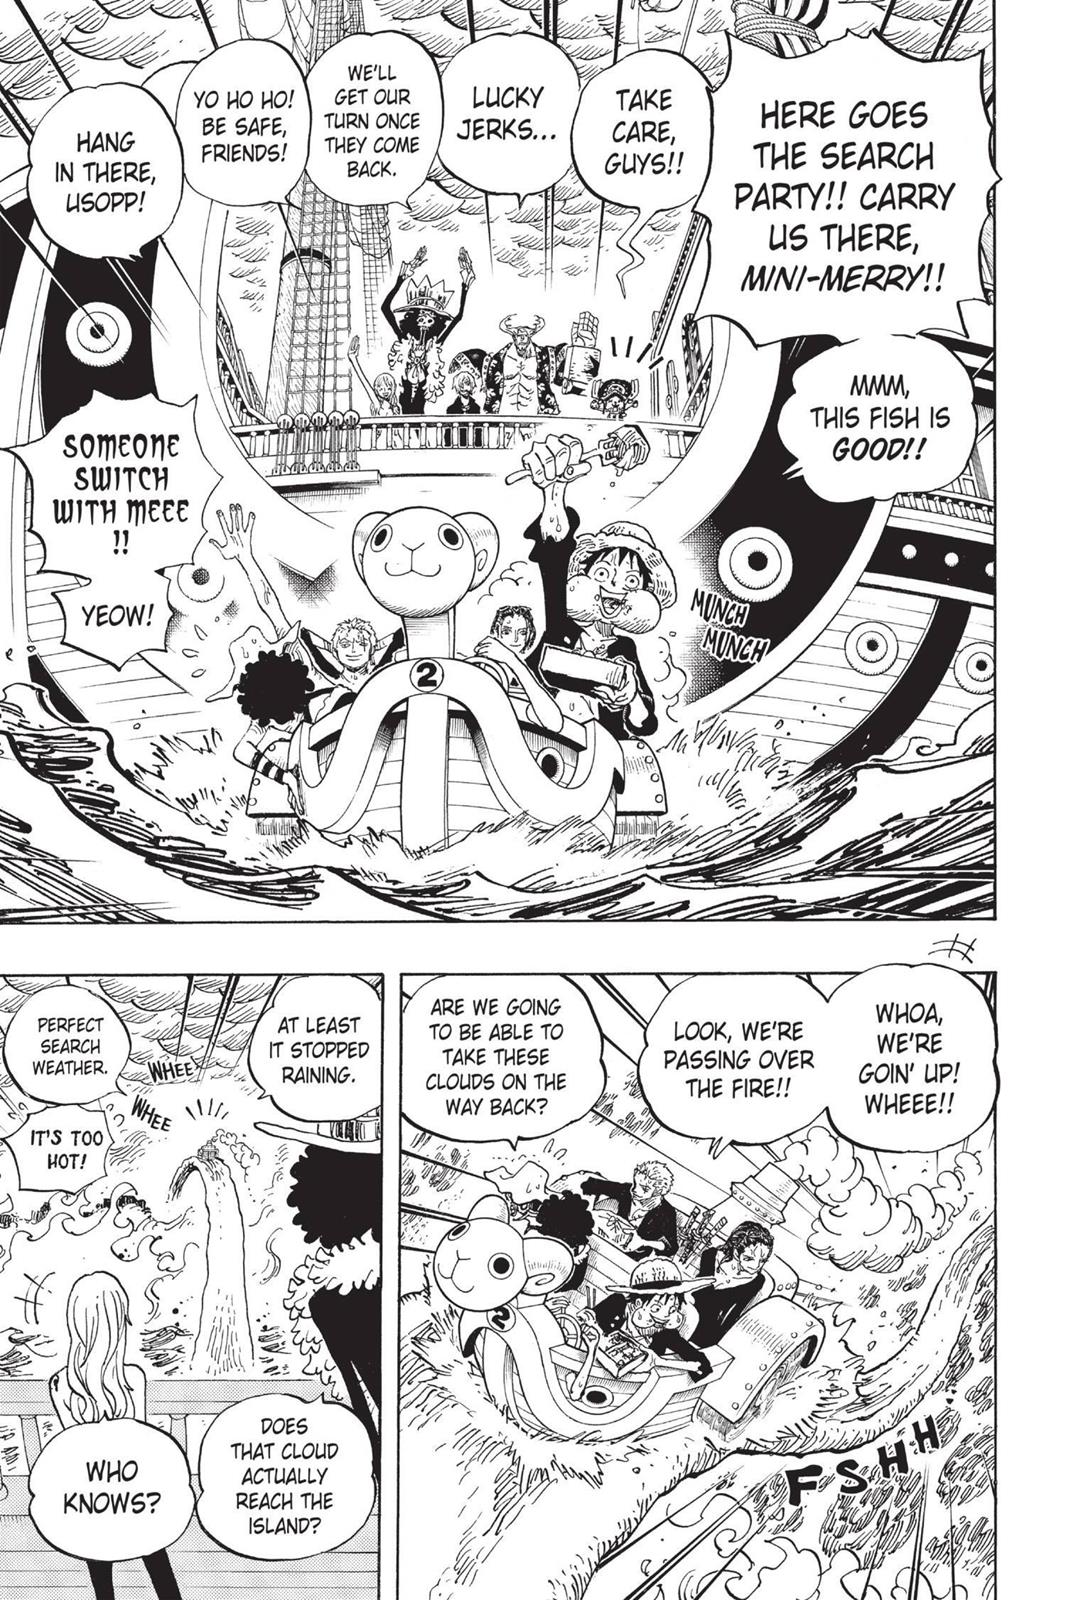 HERE GOES
THE SEARCH
PARTY!! CARRY
US THERE,
MINI-MERRY!!
MMM,
THIS FISH IS
GOOD!!
TAKE
CARE,
GUYS!!
LUCKY
JERKS...
WE'LL
GET OUR
TURN ONCE
THEY COME
BACK.
YO HO HO!
BE SAFE,
FRIENDS!
HANG
IN THERE,
USOPP!
MUNCH
MUNCH
SOMEONE
SWITCH
WITH MEEE
!!
YEOW!
2
WHOA,
WE'RE
GOIN' UP!
WHEEE!!
LOOK, WE'RE
PASSING OVER
THE FIRE!!
ARE WE GOING
TO BE ABLE TO
TAKE THESE
CLOUDS ON THE
WAY BACK?
2
FSHH
AT LEAST
IT STOPPED
RAINING.
PERFECT
SEARCH
WEATHER.
WHEE
WHEE
IT'S TOO
HOT!
DOES
THAT CLOUD
ACTUALLY
REACH THE
ISLAND?
WHO
KNOWS?